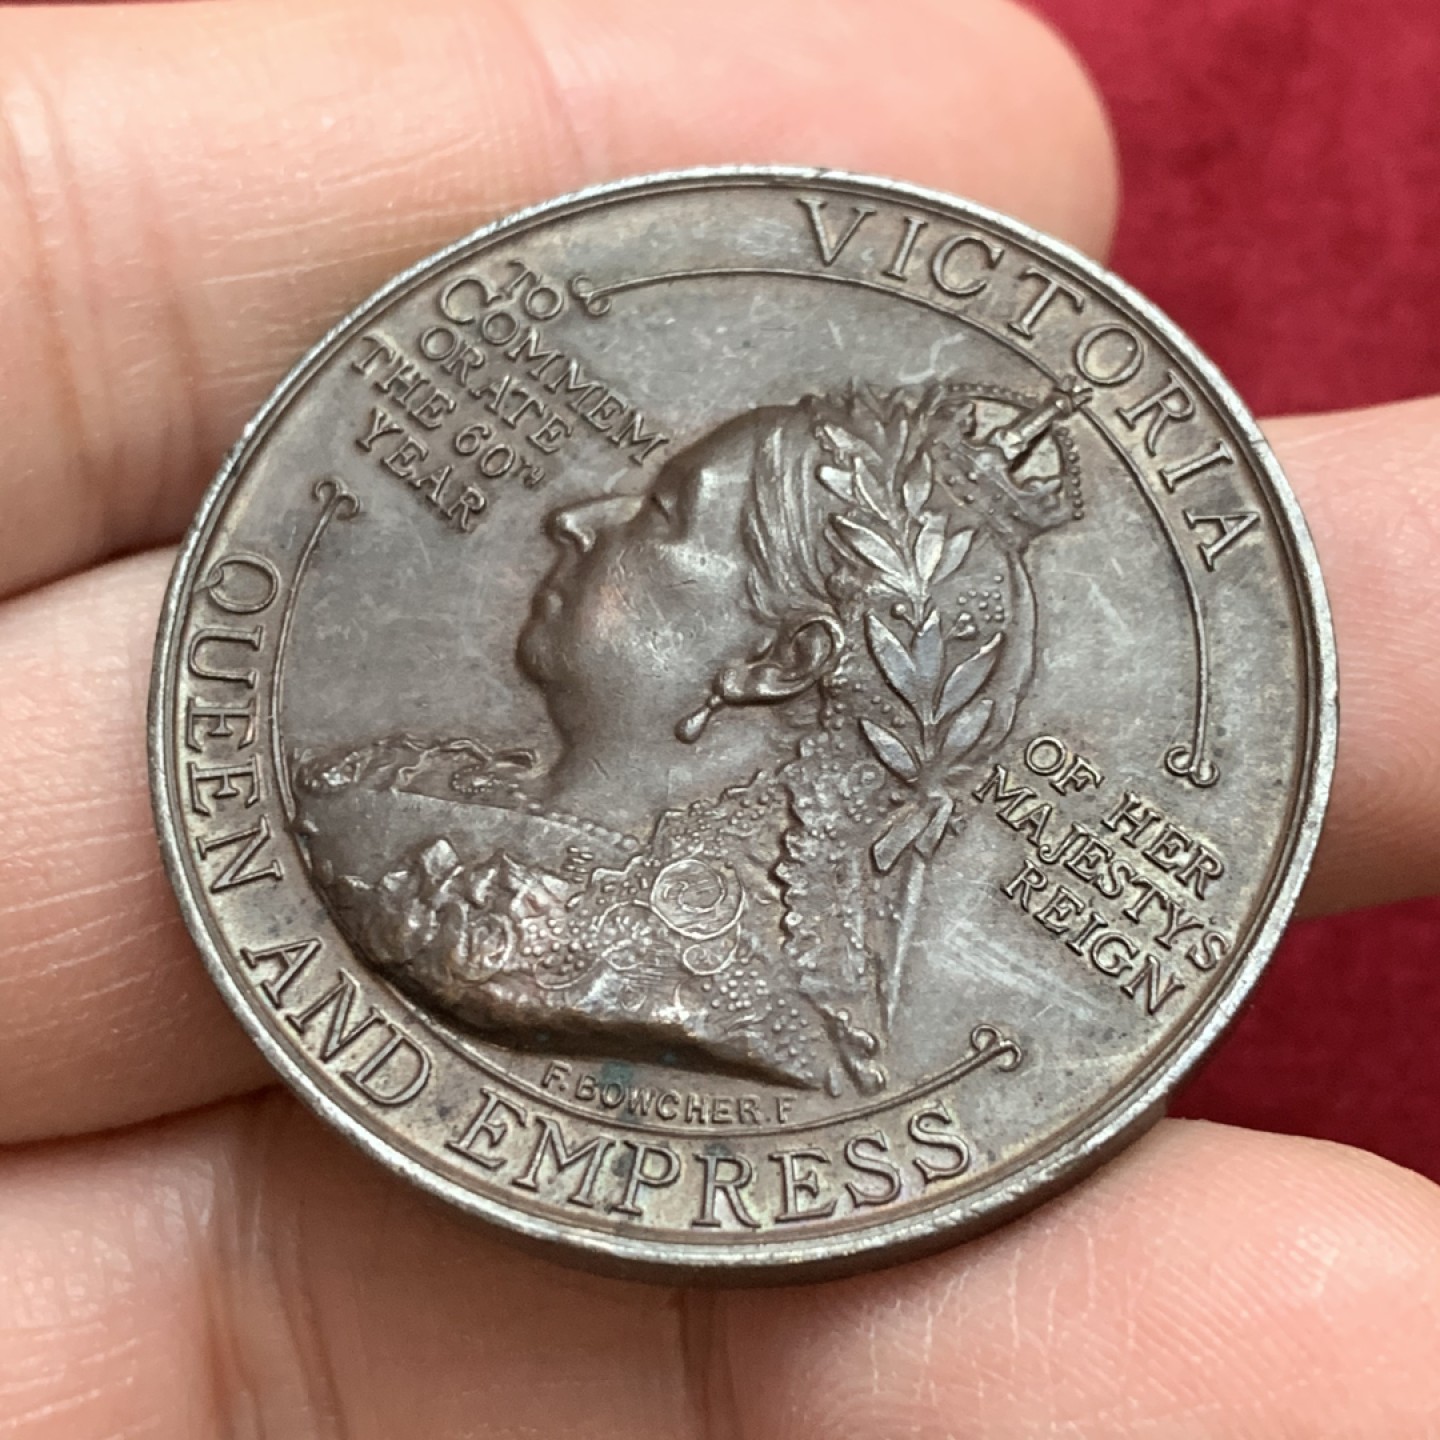 VICTORIA
QUEEN AND EMPRESS
TO
COMMEM
ORATE
THE 60TH
YEAR
OF HER
MAJESTYS
REIGN
F. BOWCHER. F